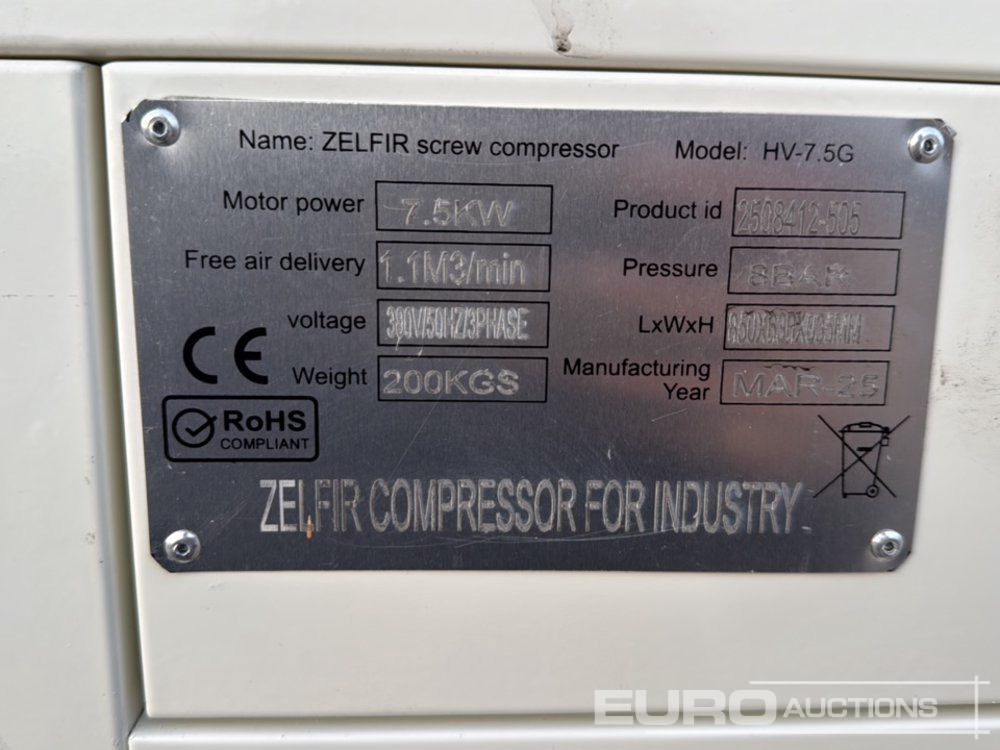 Name: ZELFIR screw compressor Model: HV-7.5G
Motor power 7.5KW Product id 2508412-505
Free air delivery 1.1M3/min Pressure 8BAR
voltage 380V/50HZ/3PHASE LxWxH
CE Weight 200KGS Manufacturing Year MAR-25
RoHS
COMPLIANT
ZELFIR COMPRESSOR FOR INDUSTRY
EURO AUCTIONS